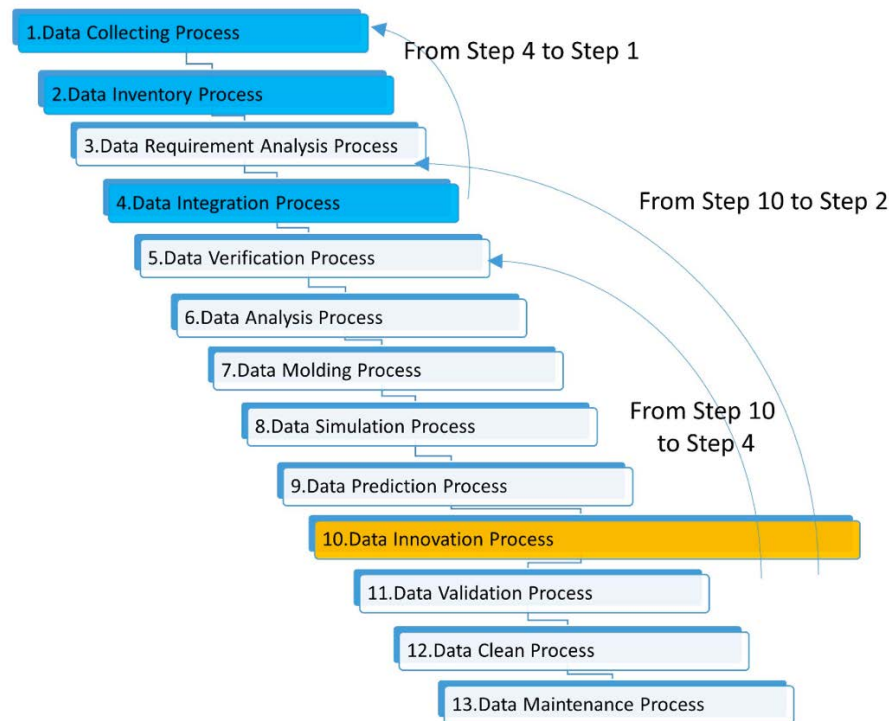 1.Data Collecting Process
From Step 4 to Step 1
2.Data Inventory Process
3.Data Requirement Analysis Process
4.Data Integration Process
From Step 10 to Step 2
5.Data Verification Process
6.Data Analysis Process
7.Data Molding Process
8.Data Simulation Process
From Step 10
to Step 4
9.Data Prediction Process
10.Data Innovation Process
11.Data Validation Process
12.Data Clean Process
13.Data Maintenance Process